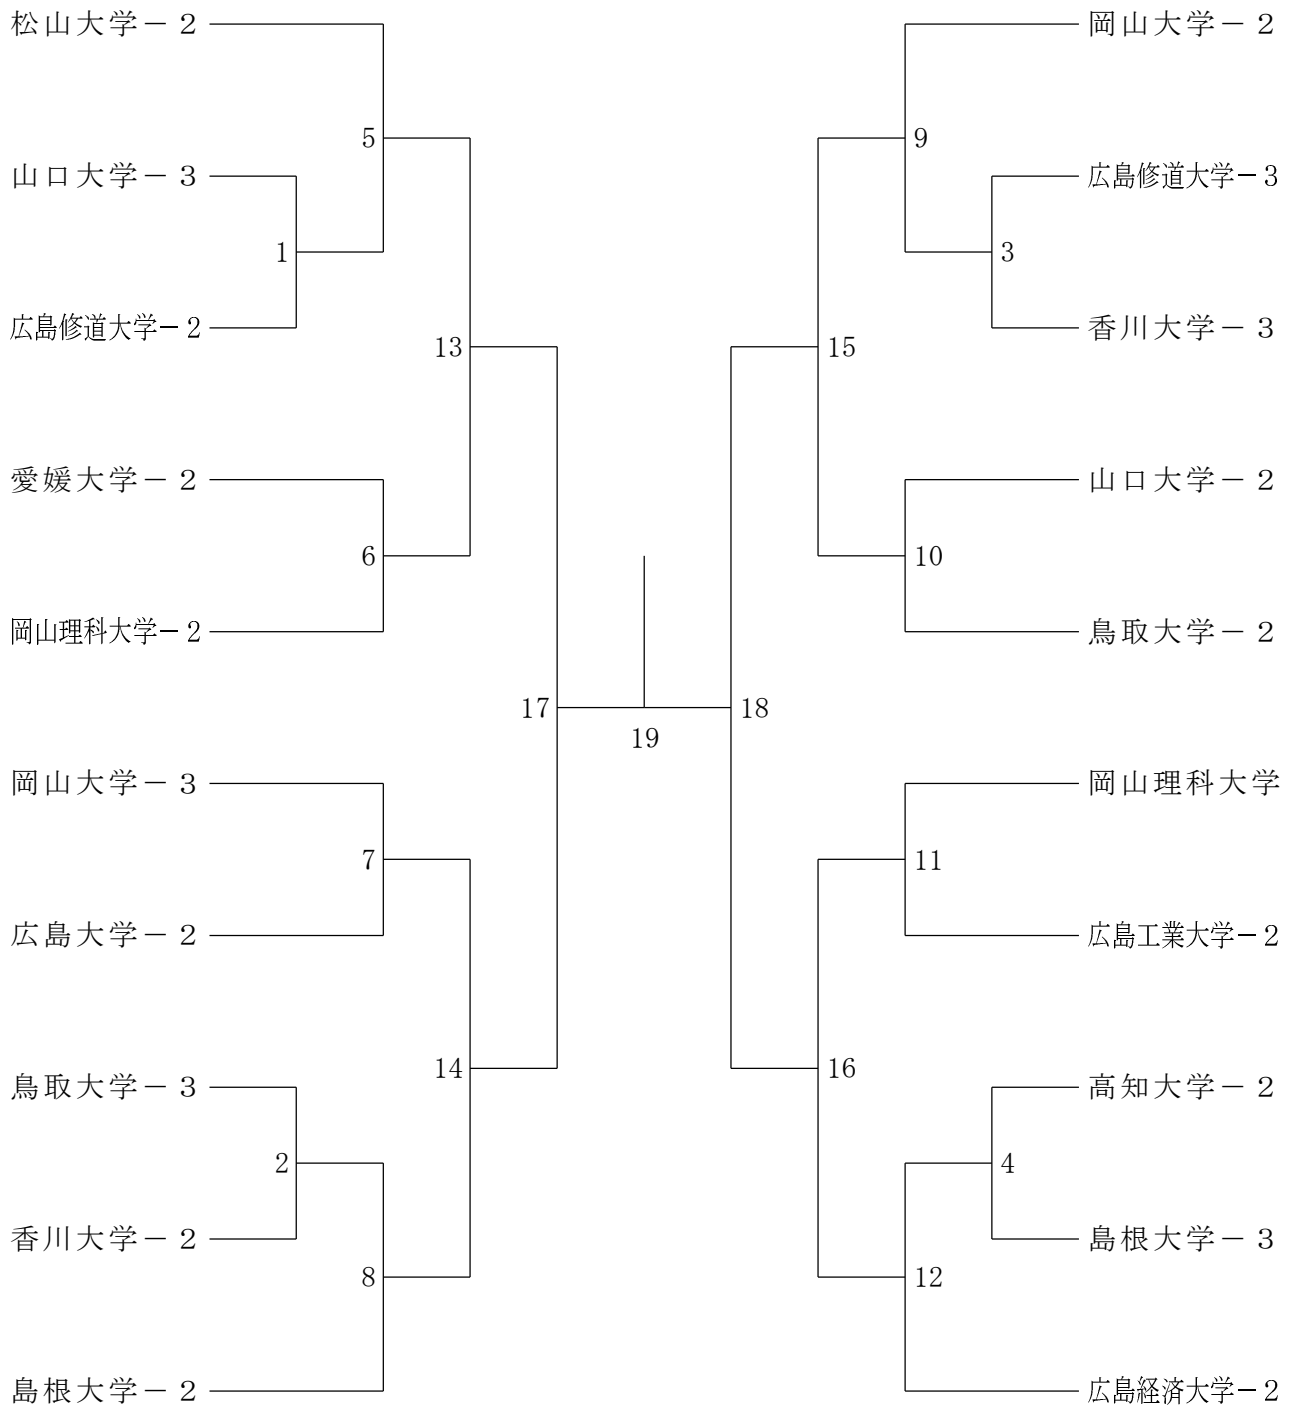 松山大学－２
岡山大学－２
5
9
山口大学－３
広島修道大学－３
1
3
広島修道大学－２
香川大学－３
13
15
愛媛大学－２
山口大学－２
6
10
岡山理科大学－２
鳥取大学－２
17
18
19
岡山大学－３
岡山理科大学
7
11
広島大学－２
広島工業大学－２
14
16
鳥取大学－３
高知大学－２
2
4
香川大学－２
島根大学－３
8
12
島根大学－２
広島経済大学－２